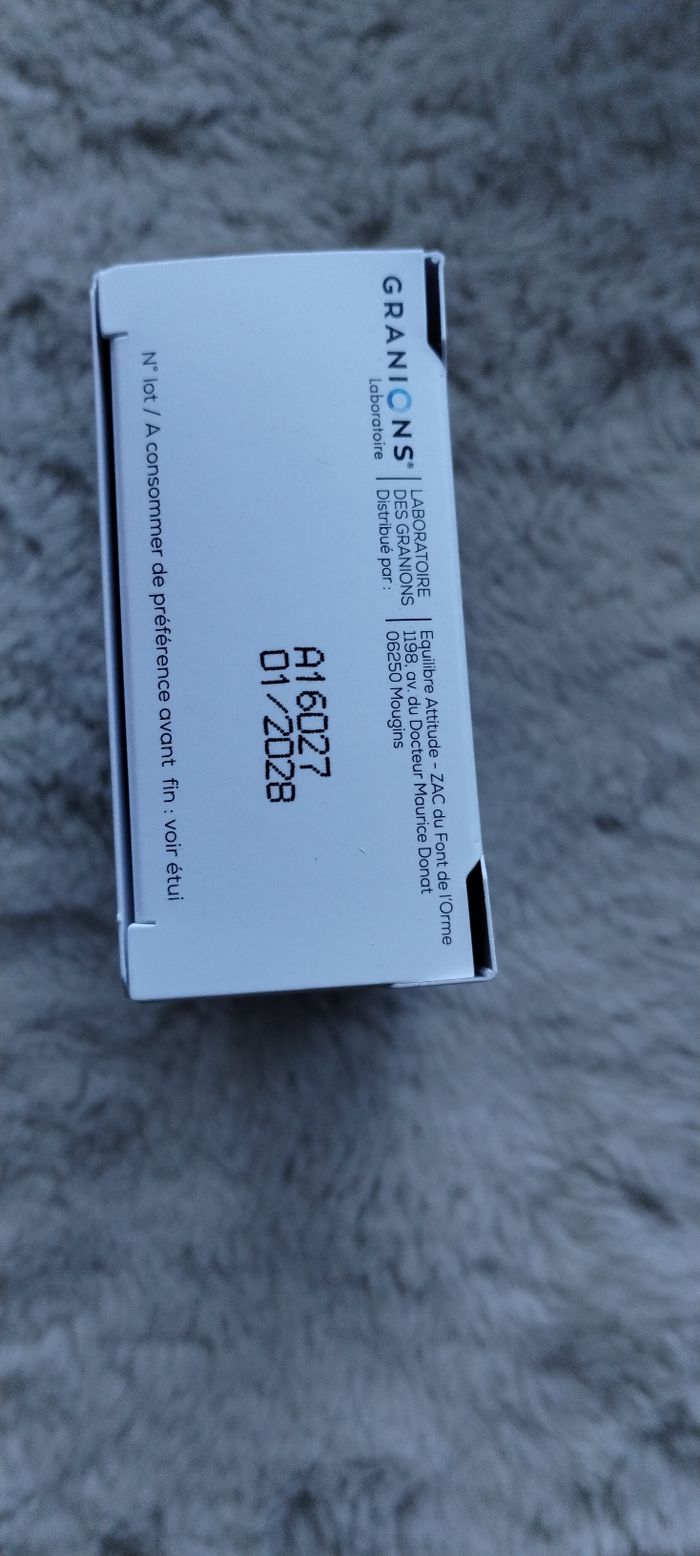 GRANIONS®
Laboratoire
LABORATOIRE
DES GRANIONS
Distribué par :
Equilibre Attitude - ZAC du Font de l'Orme
1198, av. du Docteur Maurice Donat
06250 Mougins
A16027
01/2028
N° lot / A consommer de préférence avant fin : voir étui